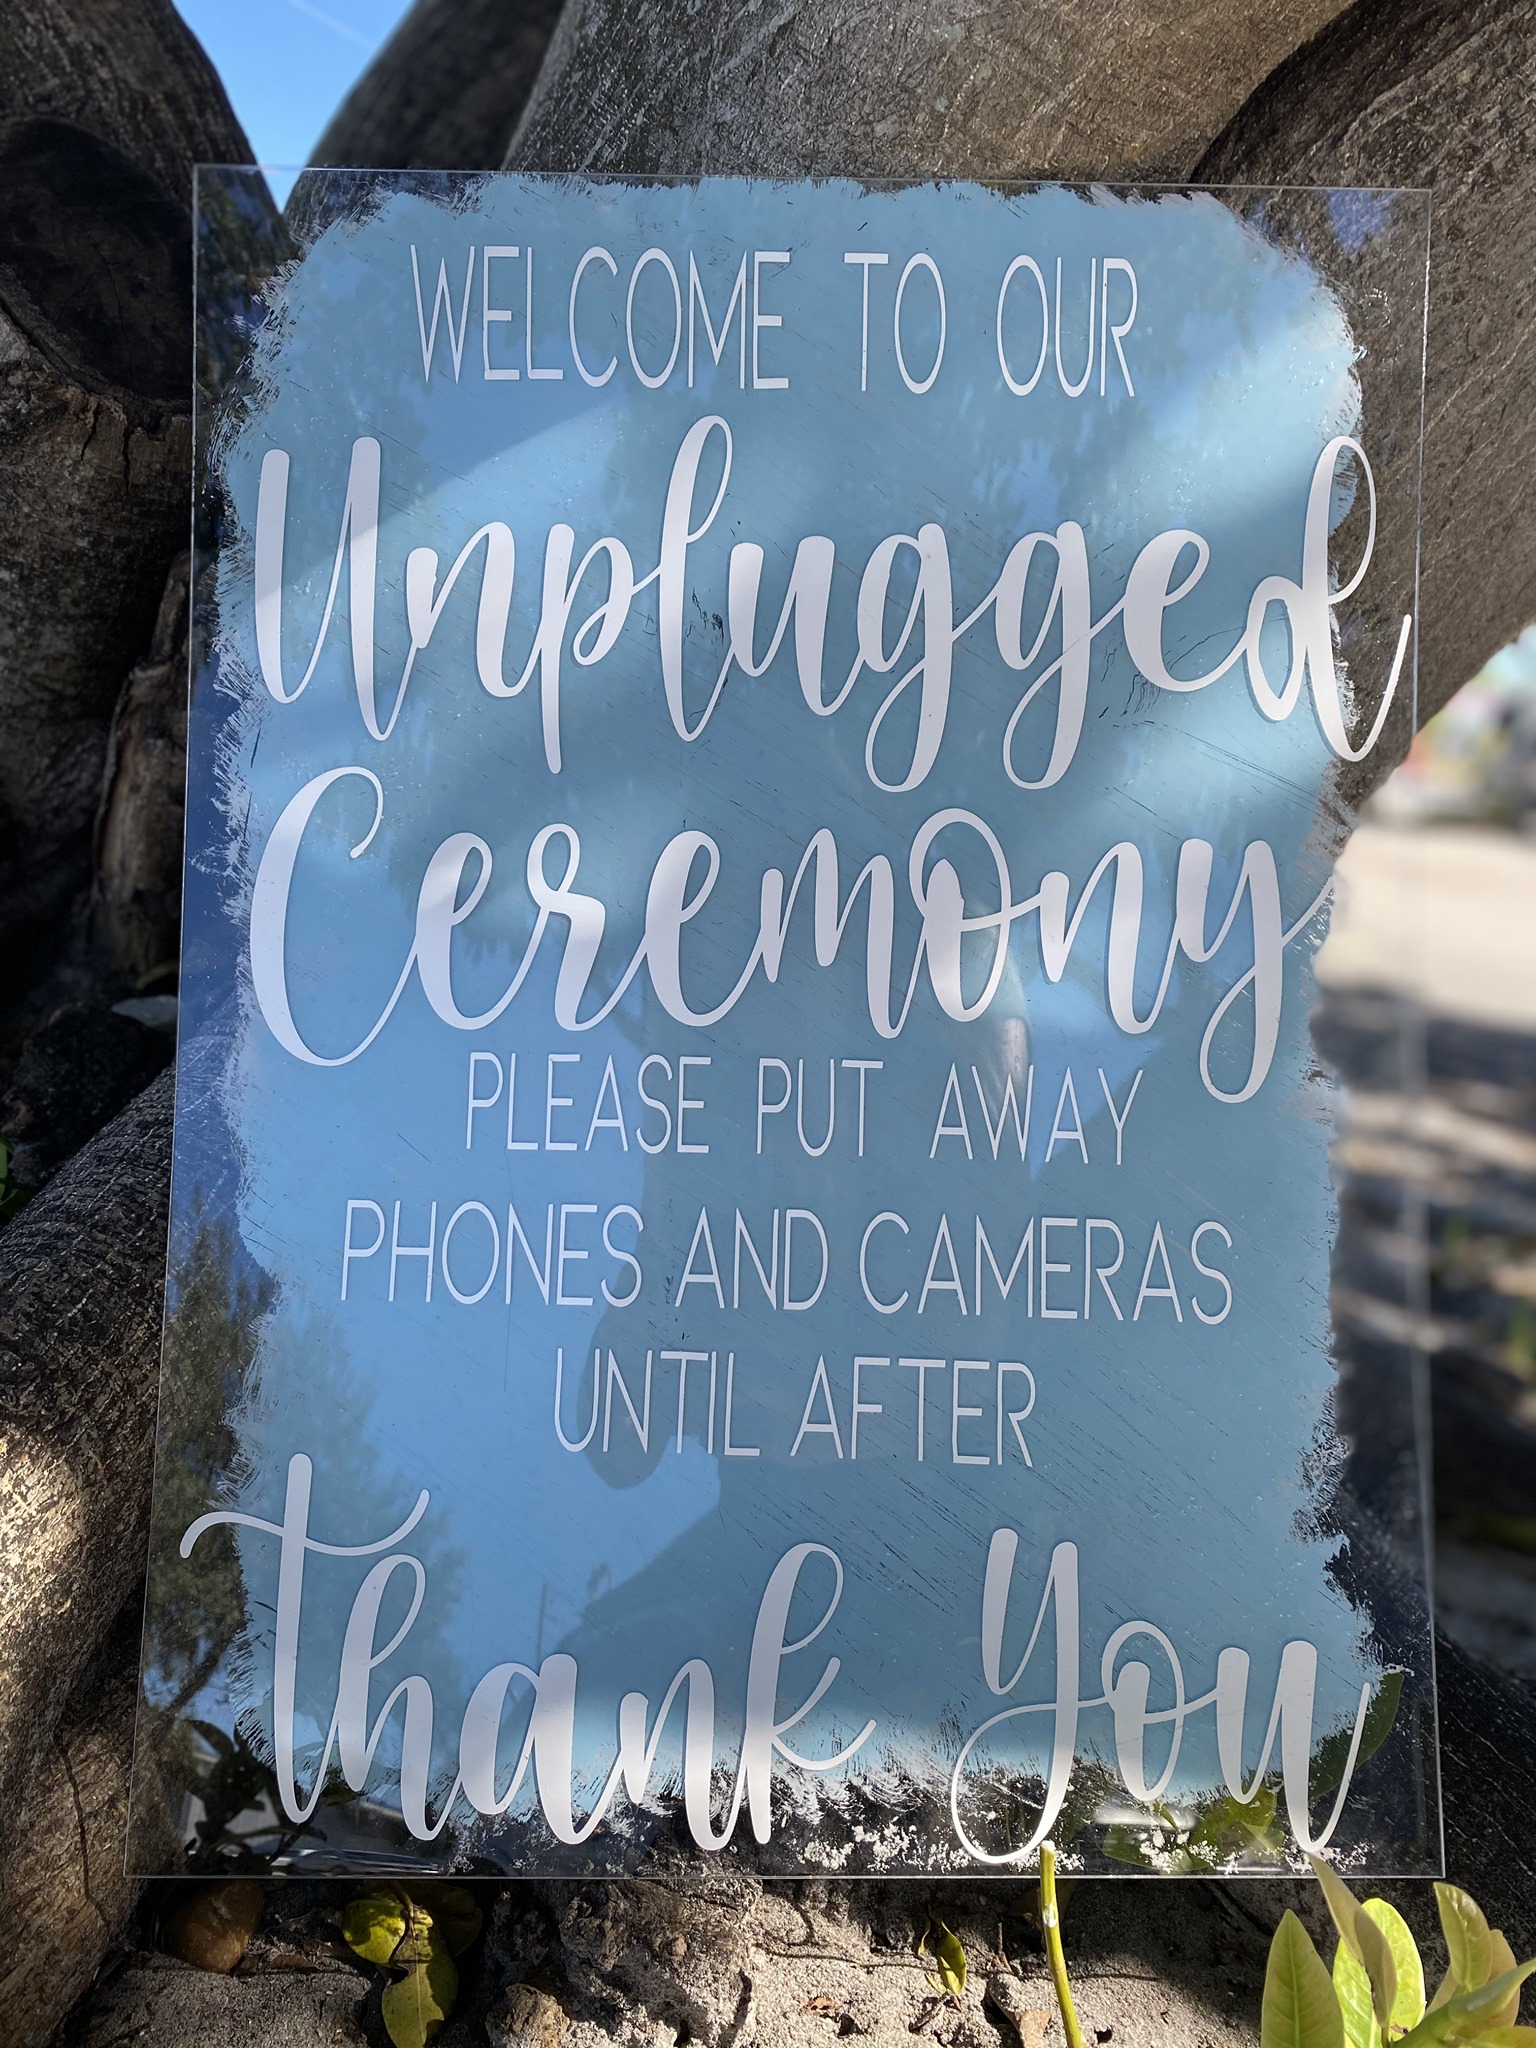 WELCOME TO OUR
Unplugged
Ceremony
PLEASE PUT AWAY
PHONES AND CAMERAS
UNTIL AFTER
thank you